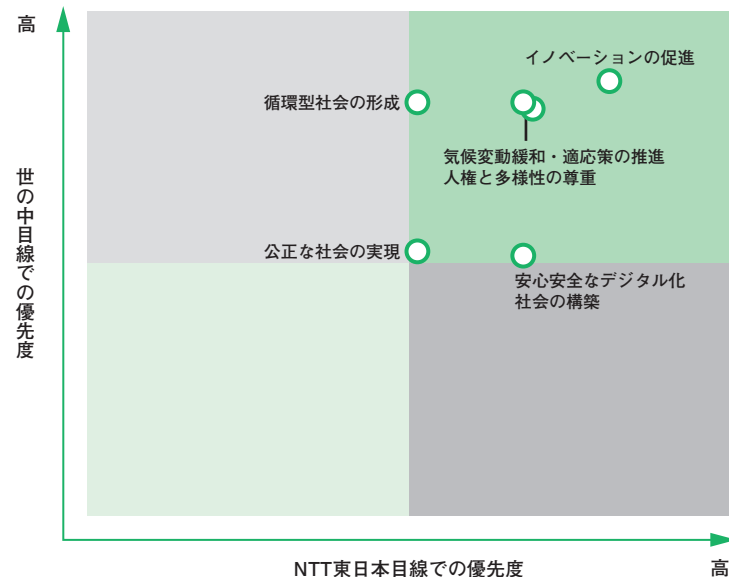 高
イノベーションの促進
循環型社会の形成
気候変動緩和・適応策の推進
人権と多様性の尊重
世の中目線での優先度
公正な社会の実現
安心安全なデジタル化
社会の構築
NTT東日本目線での優先度
高